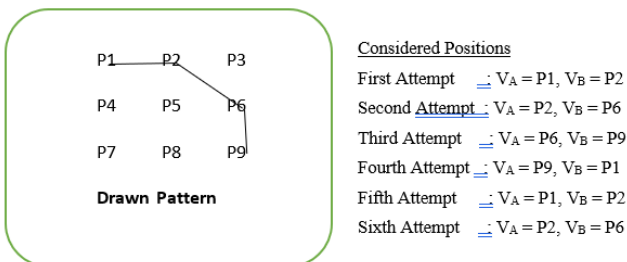 P1 P2 P3
P4 P5 P6
P7 P8 P9
Drawn Pattern
Considered Positions
First Attempt : VA = P1, VB = P2
Second Attempt : VA = P2, VB = P6
Third Attempt : VA = P6, VB = P9
Fourth Attempt : VA = P9, VB = P1
Fifth Attempt : VA = P1, VB = P2
Sixth Attempt : VA = P2, VB = P6